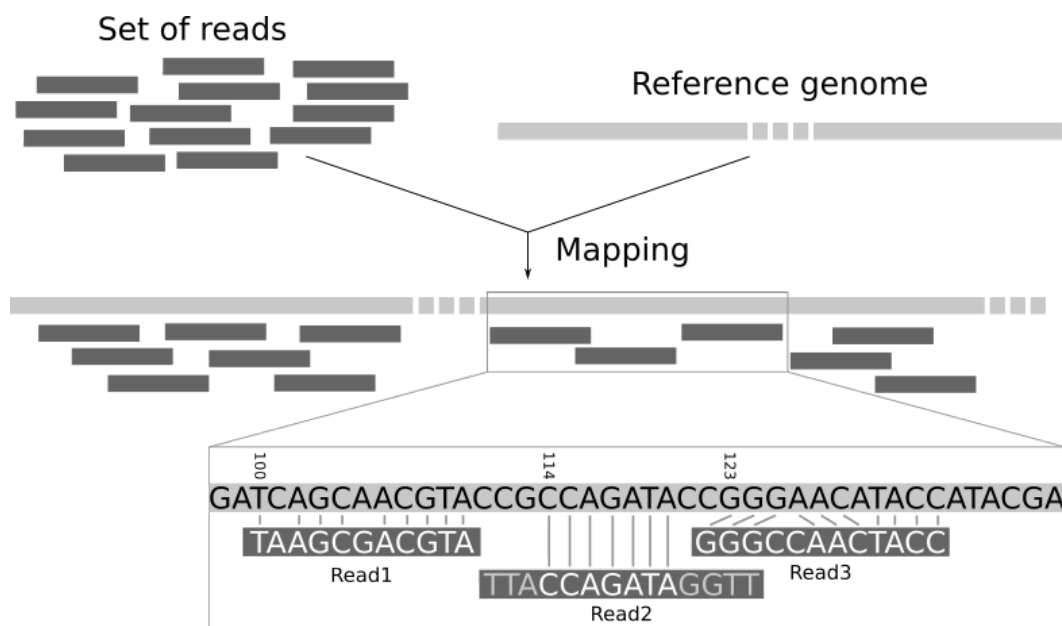 Set of reads
Reference genome
Mapping
100
114
123
GATCAGCAACGTACCGCCAGATACCGGGAACATACCATACGA
TAAGCGACGTA
GGGCCAACTACC
Read1
Read3
TTACCAGATAGGTT
Read2